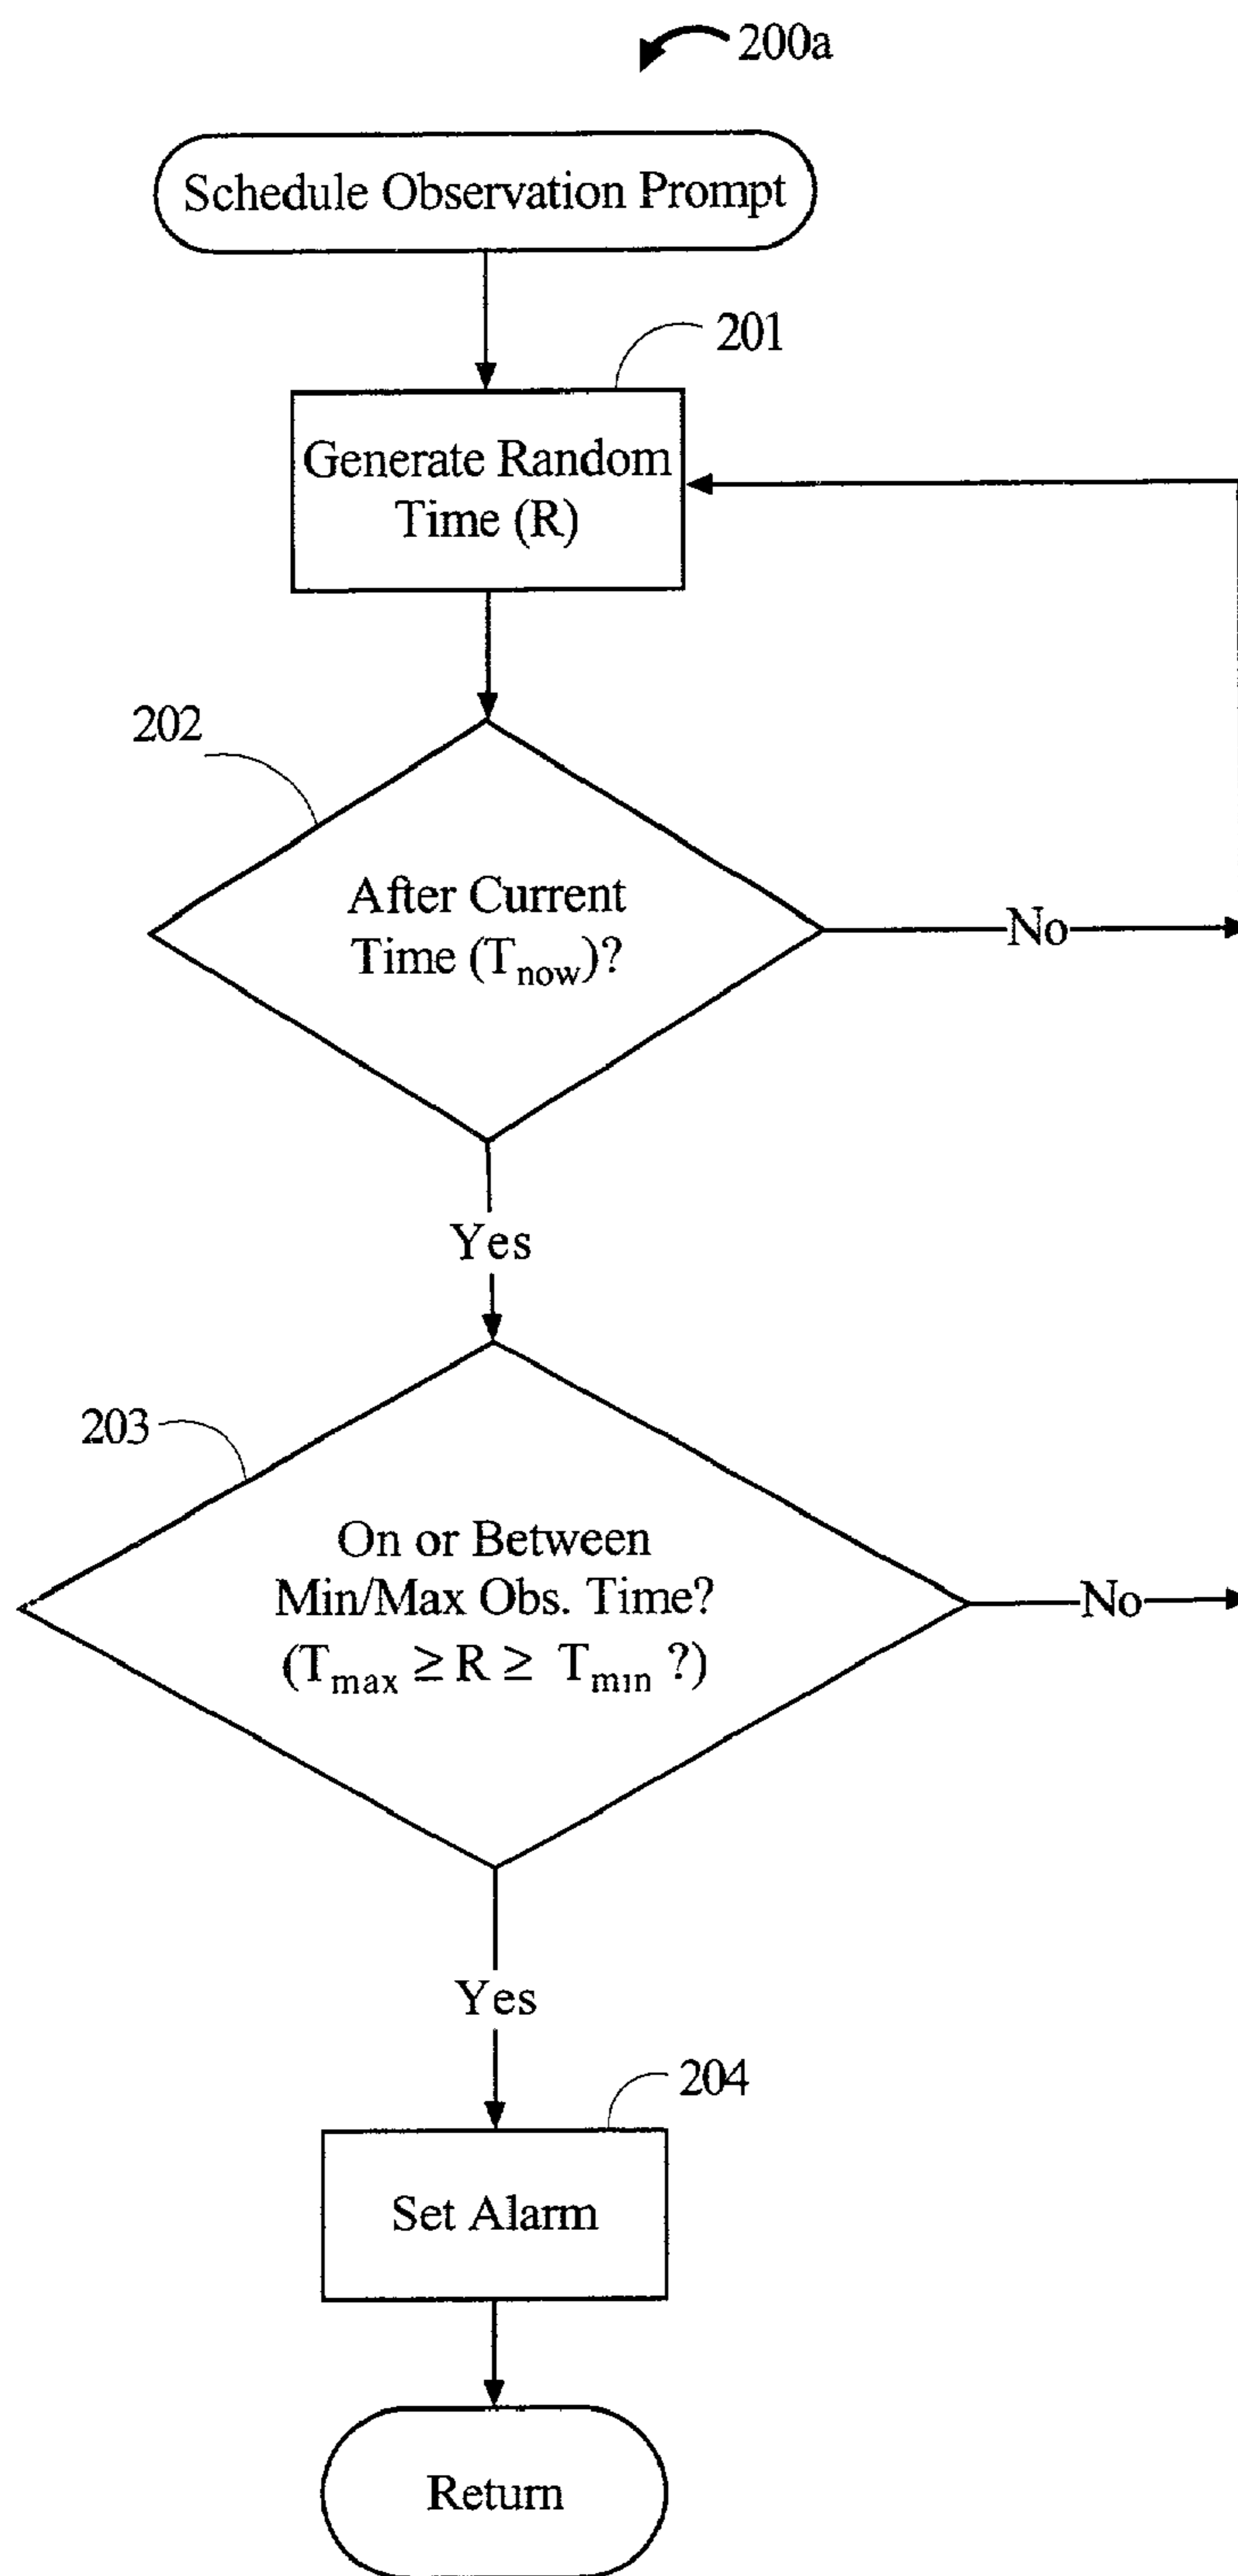 200a
Schedule Observation Prompt
201
Generate Random
Time (R)
202
After Current
Time (Tnow)?
No
Yes
203
On or Between
Min/Max Obs. Time?
(Tmax ≥ R ≥ Tmin ?)
No
Yes
204
Set Alarm
Return